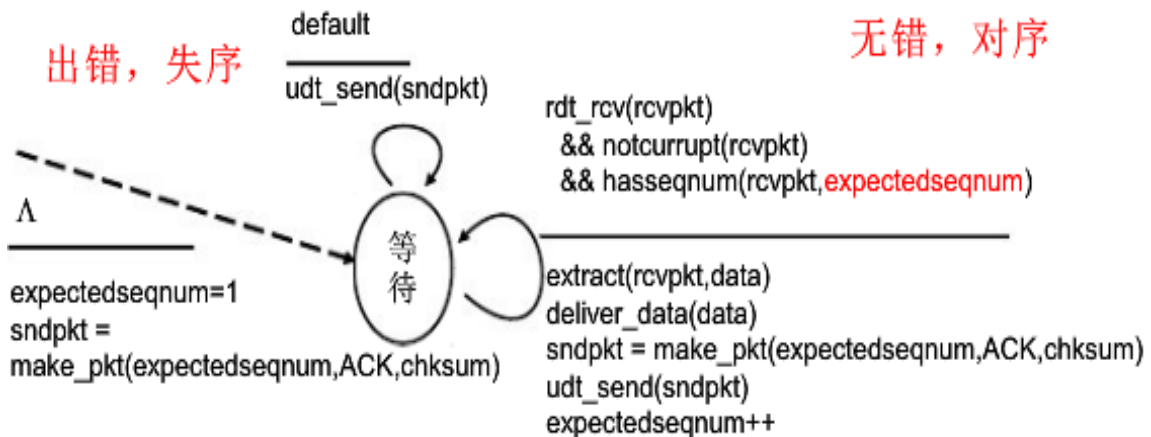 出错，失序
default
udt_send(sndpkt)
无错，对序
rdt_rcv(rcvpkt)
&& notcurrupt(rcvpkt)
&& hasseqnum(rcvpkt,expectedseqnum)
Λ
expectedseqnum=1
sndpkt =
make_pkt(expectedseqnum,ACK,chksum)
等
待
extract(rcvpkt,data)
deliver_data(data)
sndpkt = make_pkt(expectedseqnum,ACK,chksum)
udt_send(sndpkt)
expectedseqnum++